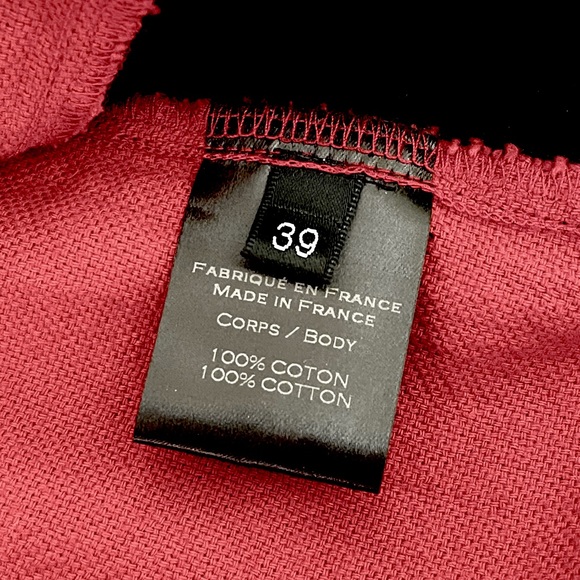 39
FABRIQUÉ EN FRANCE
MADE IN FRANCE
CORPS / BODY
100% COTON
100% COTTON